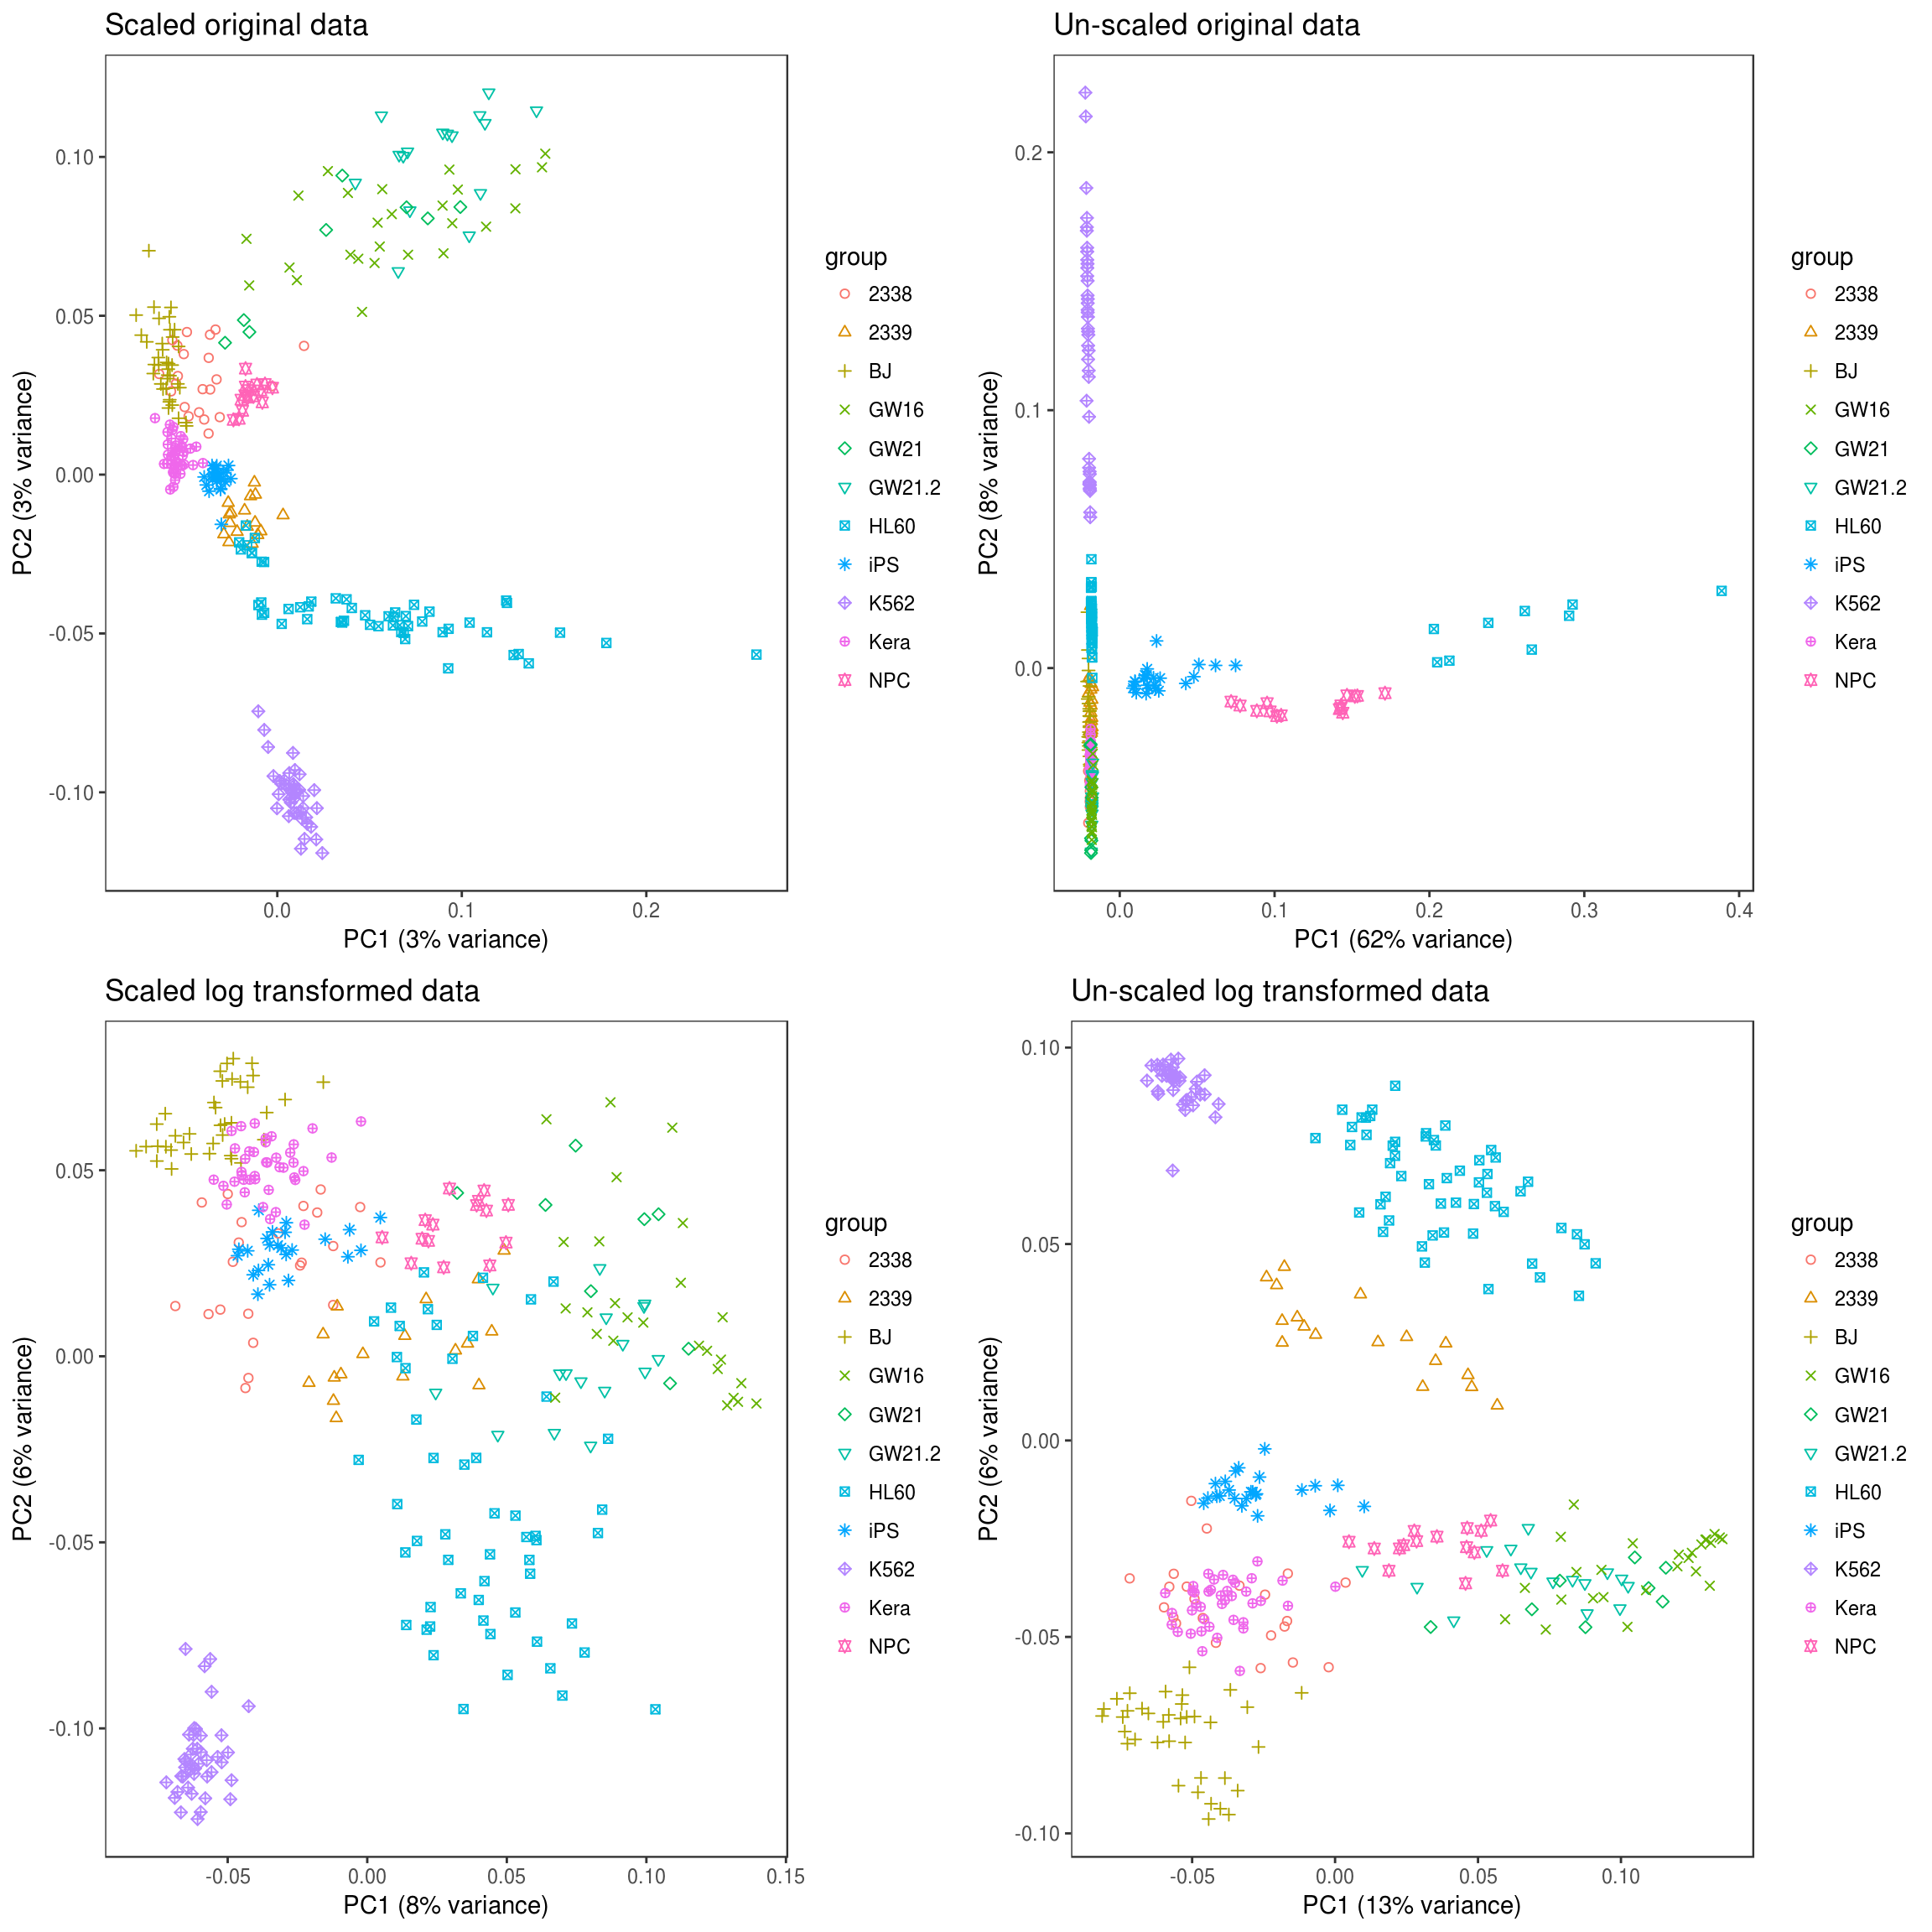 Scaled original data
PC2 (3% variance)
0.10
0.05
0.00
-0.05
-0.10
0.0 0.1 0.2
PC1 (3% variance)
group
2338
2339
BJ
GW16
GW21
GW21.2
HL60
iPS
K562
Kera
NPC
Un-scaled original data
PC2 (8% variance)
0.2
0.1
0.0
0.0 0.1 0.2 0.3 0.4
PC1 (62% variance)
group
2338
2339
BJ
GW16
GW21
GW21.2
HL60
iPS
K562
Kera
NPC
Scaled log transformed data
PC2 (6% variance)
0.05
0.00
-0.05
-0.10
-0.05 0.00 0.05 0.10 0.15
PC1 (8% variance)
group
2338
2339
BJ
GW16
GW21
GW21.2
HL60
iPS
K562
Kera
NPC
Un-scaled log transformed data
PC2 (6% variance)
0.10
0.05
0.00
-0.05
-0.10
-0.05 0.00 0.05 0.10
PC1 (13% variance)
group
2338
2339
BJ
GW16
GW21
GW21.2
HL60
iPS
K562
Kera
NPC